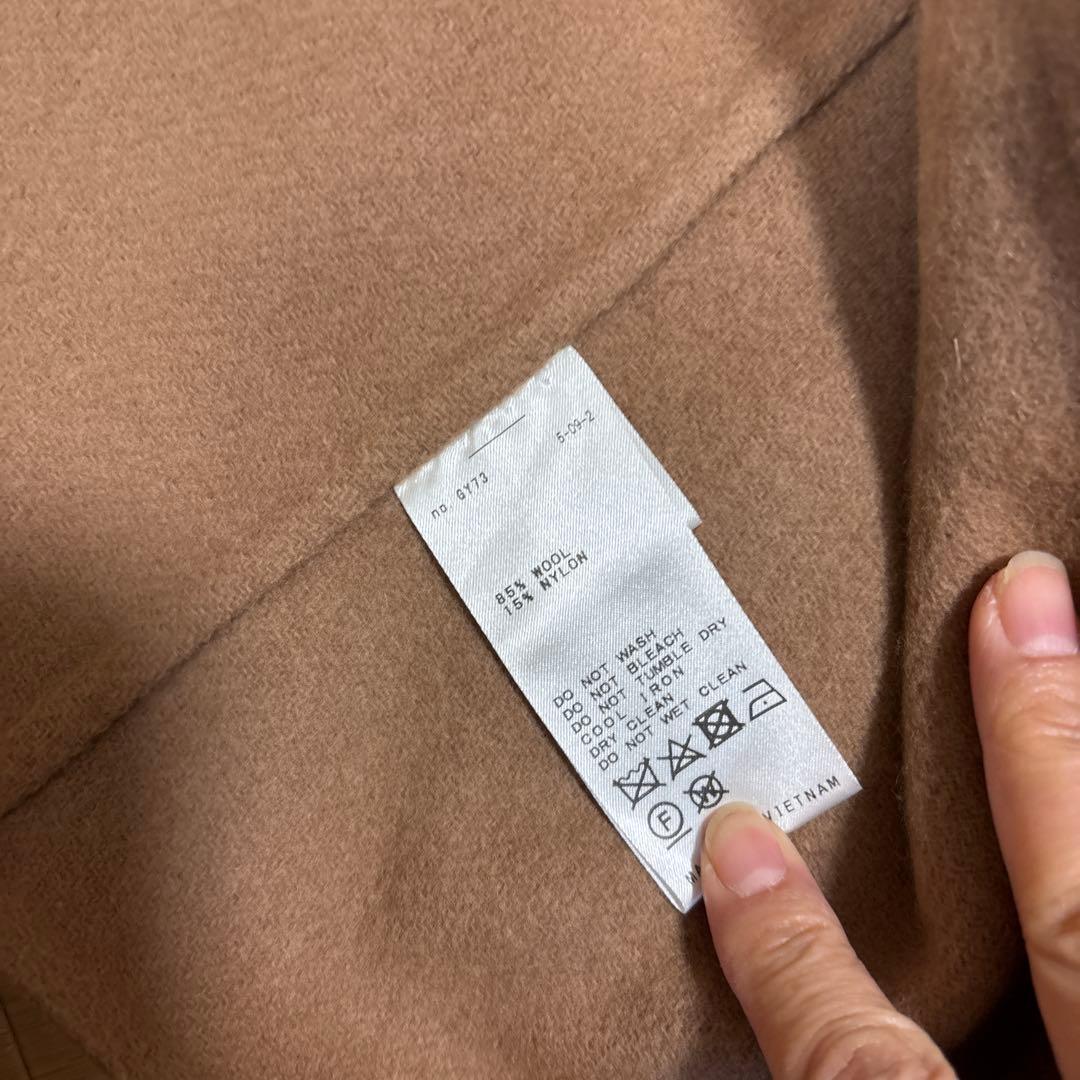 5-09-2
no. GY73
85% WOOL
15% NYLON
DO NOT WASH
DO NOT BLEACH
DO NOT TUMBLE DRY
COOL IRON
DRY CLEAN
DO NOT WET CLEAN
F W
VIETNAM